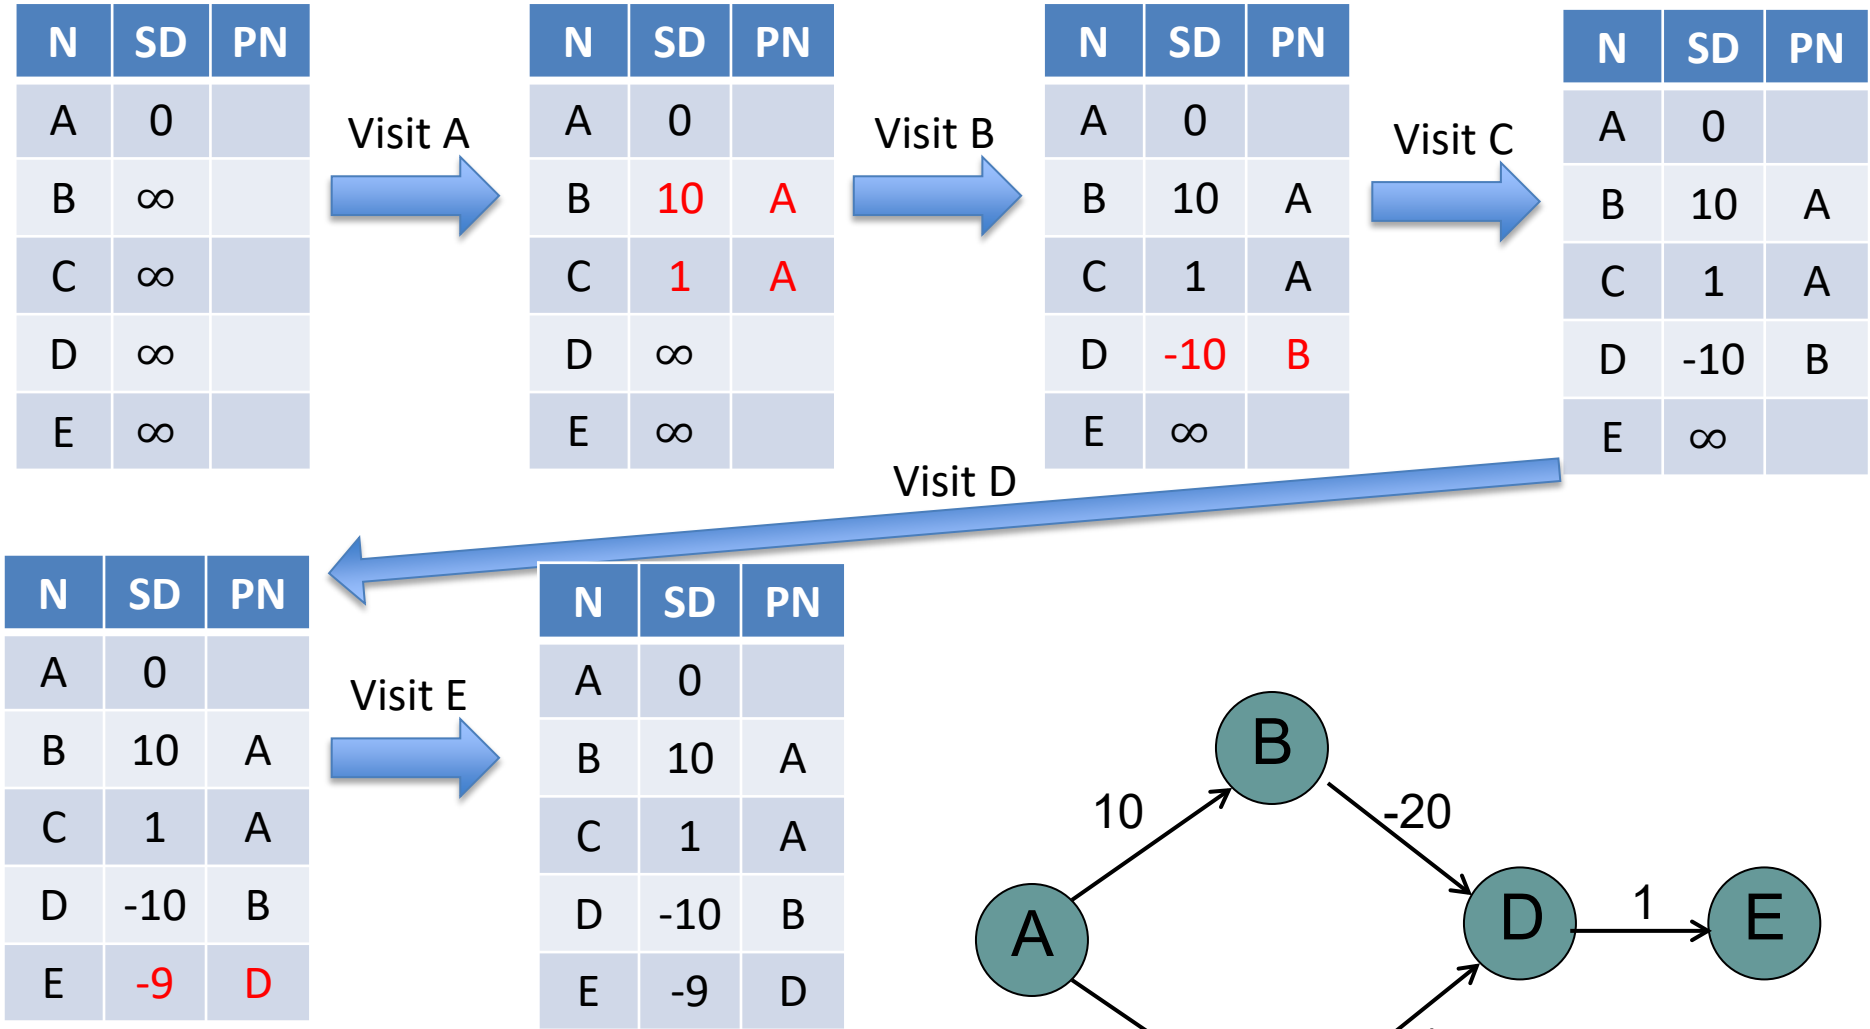 N SD PN
A 0
B ∞
C ∞
D ∞
E ∞
Visit A
N SD PN
A 0
B 10 A
C 1 A
D ∞
E ∞
Visit B
N SD PN
A 0
B 10 A
C 1 A
D -10 B
E ∞
Visit C
N SD PN
A 0
B 10 A
C 1 A
D -10 B
E ∞
Visit D
N SD PN
A 0
B 10 A
C 1 A
D -10 B
E -9 D
Visit E
N SD PN
A 0
B 10 A
C 1 A
D -10 B
E -9 D
B
10
-20
A
D
1
E